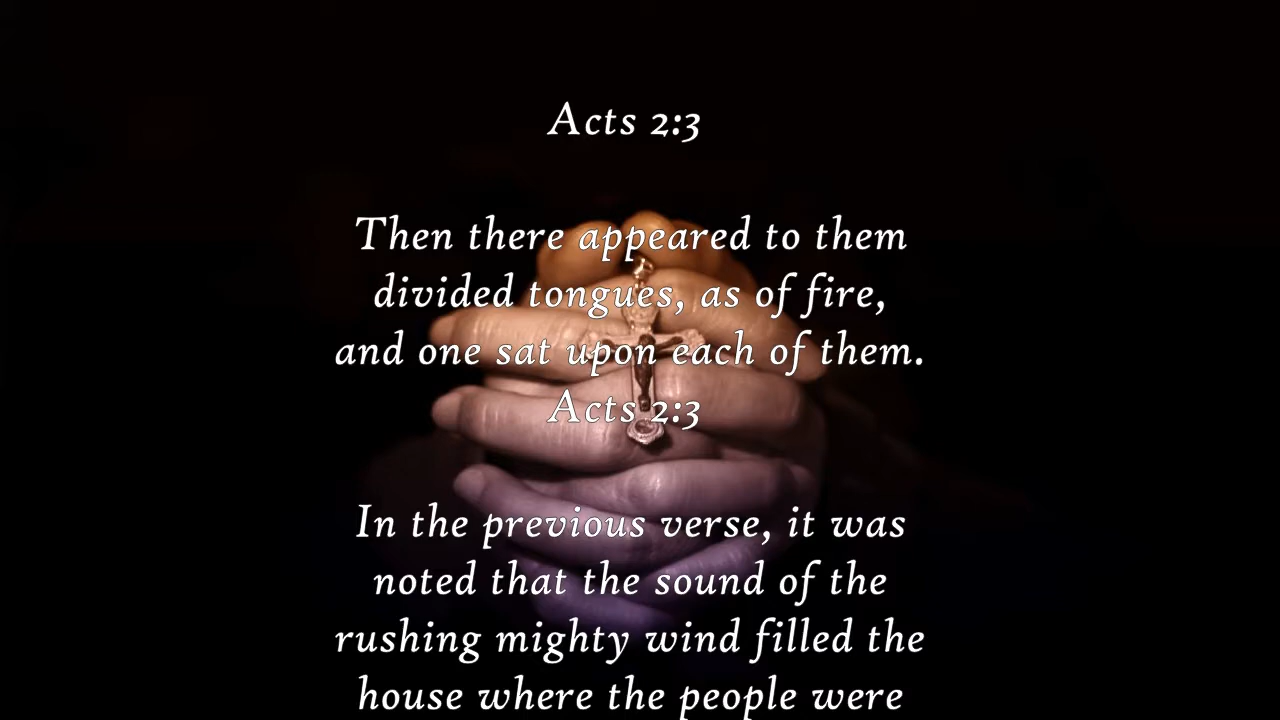 Acts 2:3
Then there appeared to them
divided tongues, as of fire,
and one sat upon each of them.
Acts 2:3
In the previous verse, it was
noted that the sound of the
rushing mighty wind filled the
house where the people were